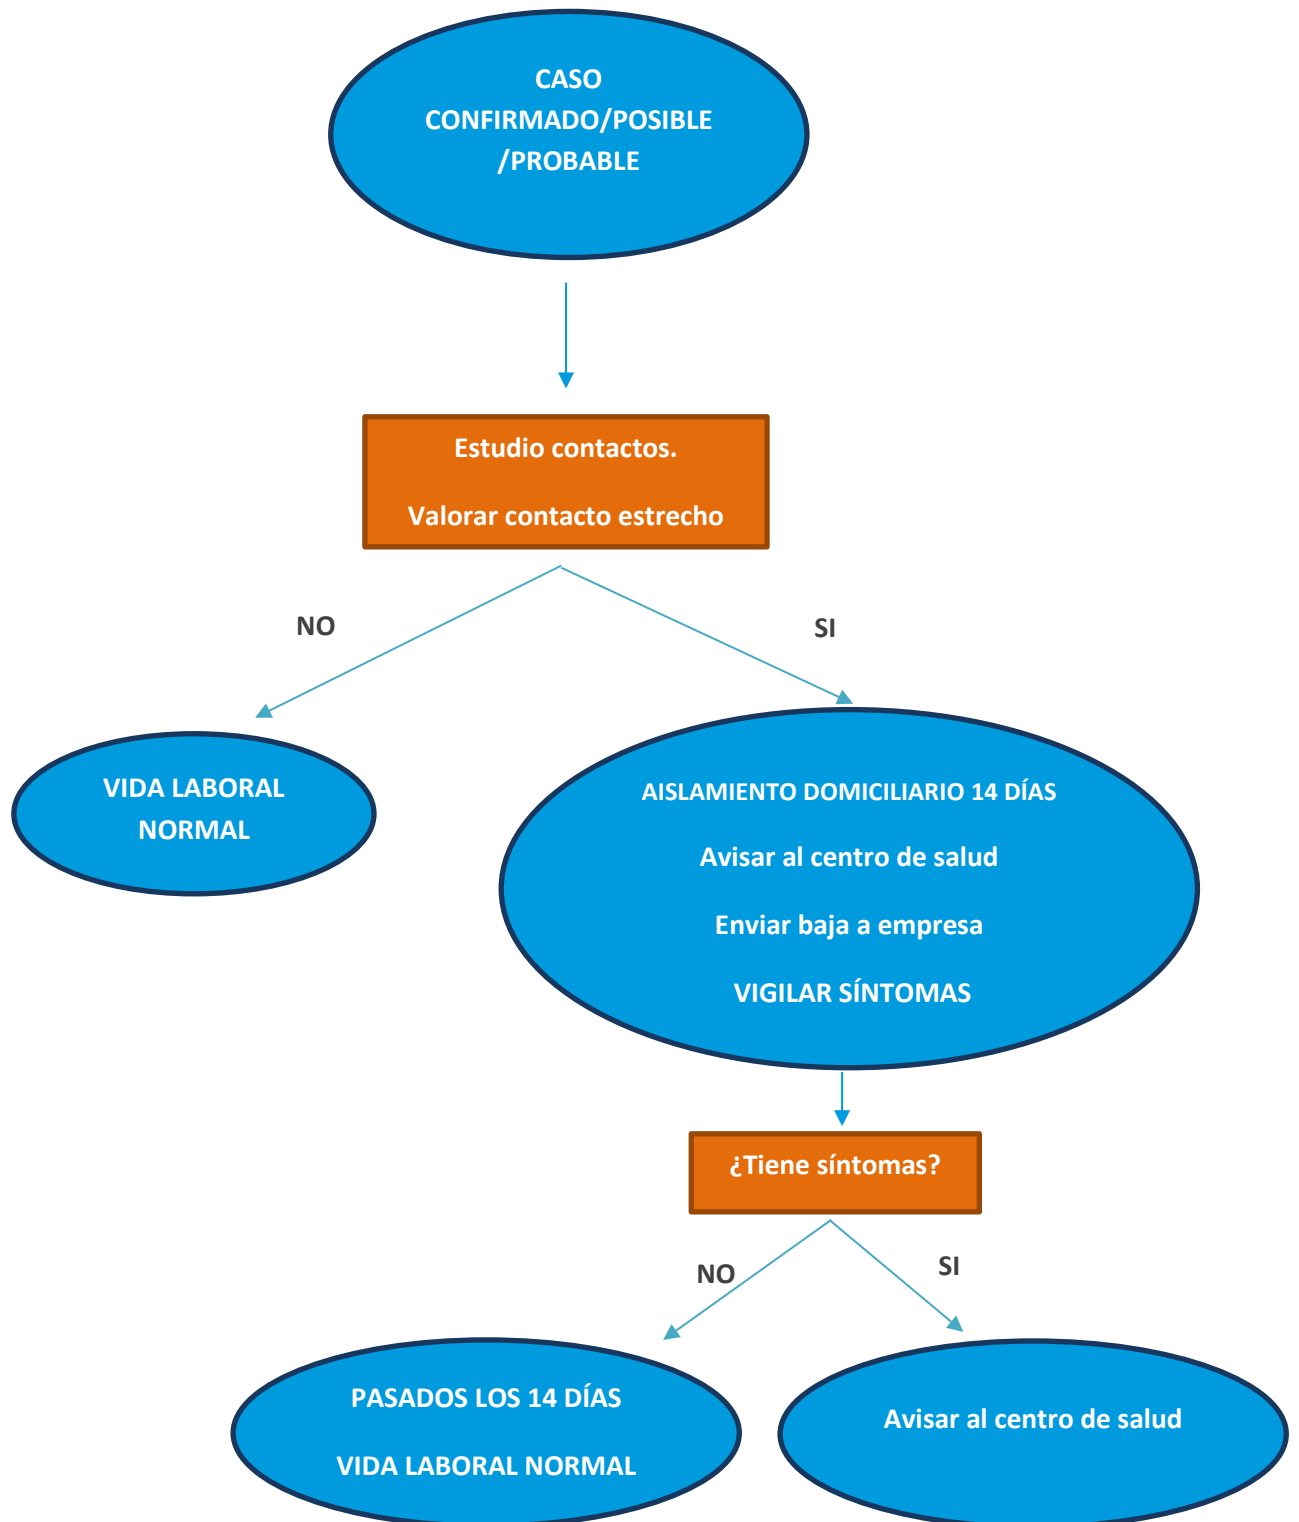 CASO
CONFIRMADO/POSIBLE
/PROBABLE
Estudio contactos.
Valorar contacto estrecho
NO
SI
VIDA LABORAL
NORMAL
AISLAMIENTO DOMICILIARIO 14 DÍAS
Avisar al centro de salud
Enviar baja a empresa
VIGILAR SÍNTOMAS
¿Tiene síntomas?
NO
SI
PASADOS LOS 14 DÍAS
VIDA LABORAL NORMAL
Avisar al centro de salud